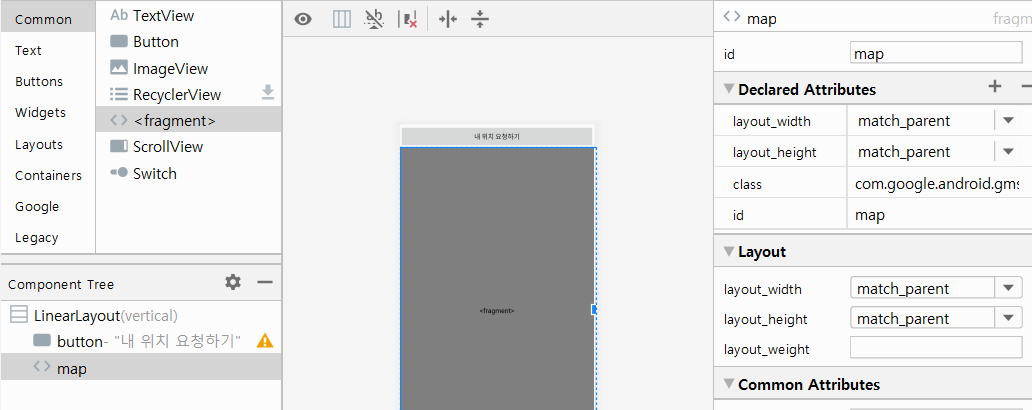 Common
Text
Buttons
Widgets
Layouts
Containers
Google
Legacy
Ab TextView
Button
ImageView
RecyclerView
<fragment>
ScrollView
Switch
Component Tree
LinearLayout(vertical)
button- "내 위치 요청하기"
map
내 위치 요청하기
<fragment>
map fragm
id map
Declared Attributes
layout_width match_parent
layout_height match_parent
class com.google.android.gms
id map
Layout
layout_width match_parent
layout_height match_parent
layout_weight
Common Attributes